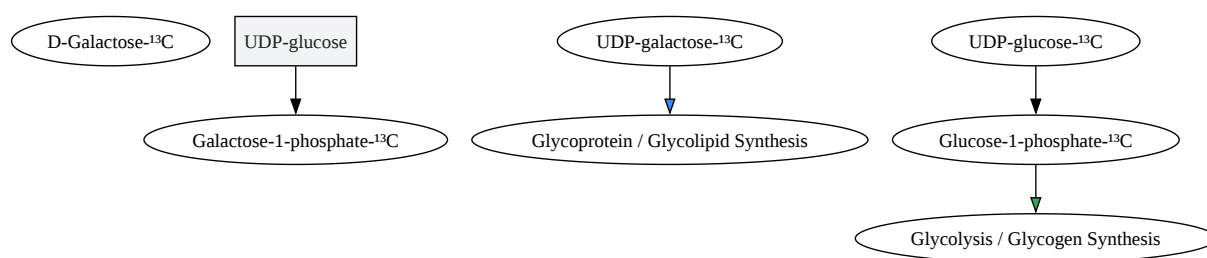 D-Galactose-¹³C
UDP-glucose
UDP-galactose-¹³C
UDP-glucose-¹³C
Galactose-1-phosphate-¹³C
Glycoprotein / Glycolipid Synthesis
Glucose-1-phosphate-¹³C
Glycolysis / Glycogen Synthesis